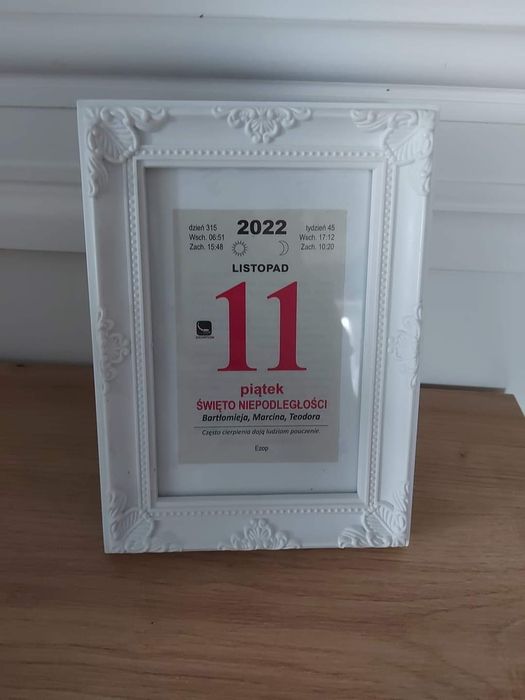 dzień 315 2022 tydzień 45
Wsch. 06:51 Wsch. 17:12
Zach. 15:48 Zach. 10:20
LISTOPAD
11
piątek
ŚWIĘTO NIEPODLEGŁOŚCI
Bartłomieja, Marcina, Teodora
Często cierpienia dają ludziom pouczenie.
Ezop